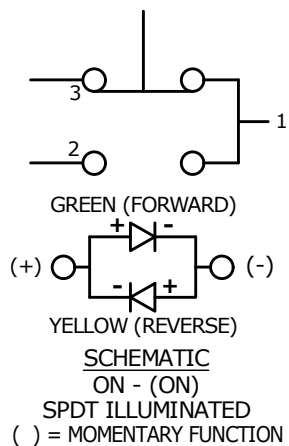 3
1
2
GREEN (FORWARD)
+ -
(+) (-)
- +
YELLOW (REVERSE)
SCHEMATIC
ON - (ON)
SPDT ILLUMINATED
( ) = MOMENTARY FUNCTION